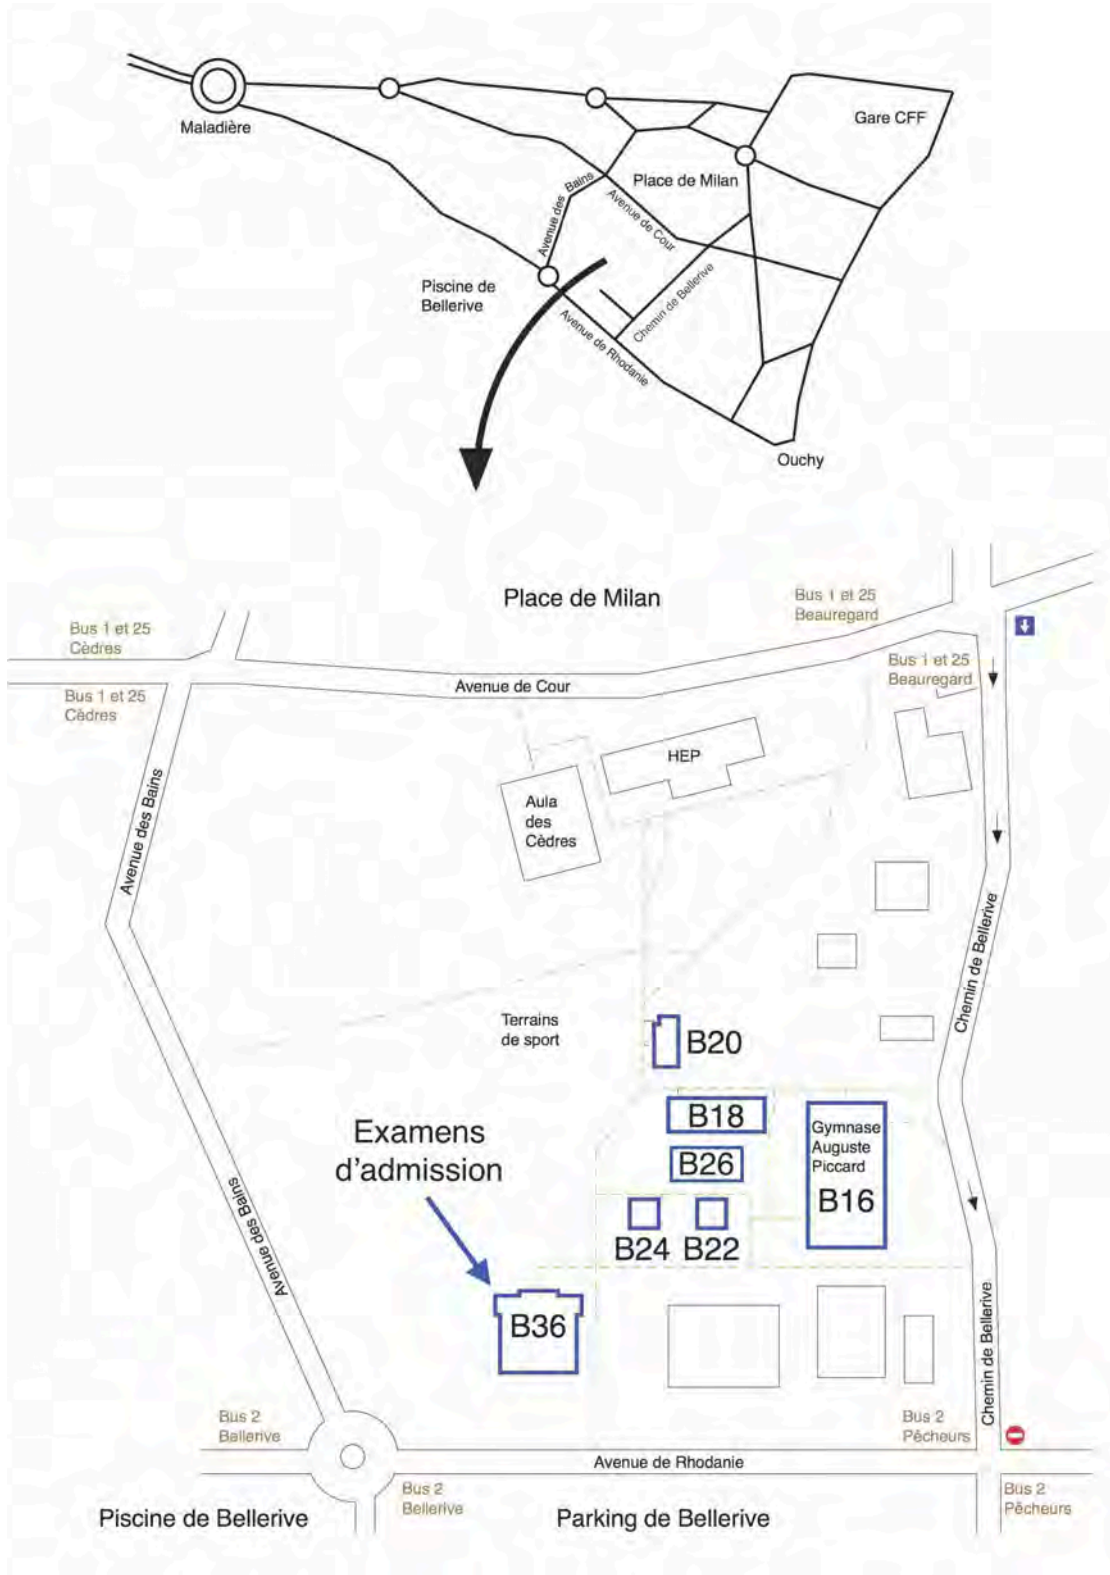 Maladière
Gare CFF
Place de Milan
Avenue des Bains
Avenue de Cour
Piscine de
Bellerive
Chemin de Bellerive
Avenue de Rhodanie
Ouchy
Place de Milan
Bus 1 et 25
Beauregard
Bus 1 et 25
Cèdres
Bus 1 et 25
Beauregard
Bus 1 et 25
Cèdres
Avenue de Cour
HEP
Aula
des
Cèdres
Avenue des Bains
Chemin de Bellerive
Terrains
de sport
B20
B18
Gymnase
Auguste
Piccard
B16
Examens
d'admission
B26
B24
B22
Avenue des Bains
B36
Chemin de Bellerive
Bus 2
Bellerive
Bus 2
Pêcheurs
Avenue de Rhodanie
Bus 2
Bellerive
Bus 2
Pêcheurs
Piscine de Bellerive
Parking de Bellerive